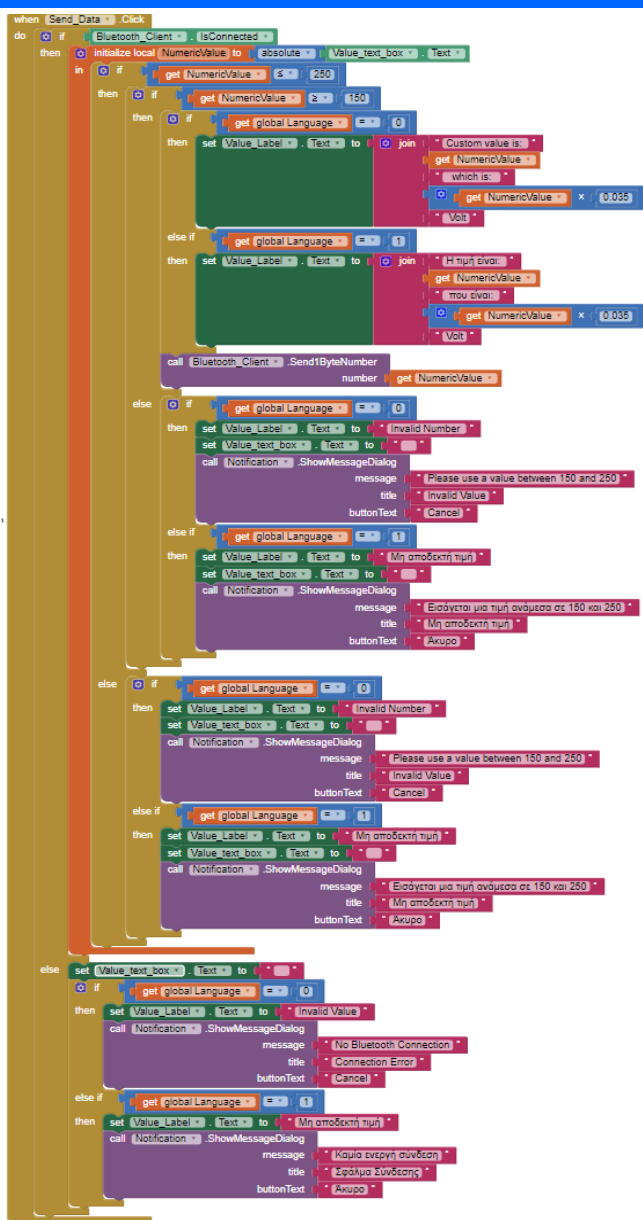 when Send_Data .Click
do if Bluetooth_Client . IsConnected
then initialize local NumericValue to absolute Value_text_box . Text
in if get NumericValue ≤ 250
then if get NumericValue ≥ 150
then if get global Language = 0
then set Value_Label . Text to join " Custom value is: "
get NumericValue
" which is: "
get NumericValue × 0.035
" Volt "
else if get global Language = 1
then set Value_Label . Text to join " Η τιμή είναι: "
get NumericValue
" που είναι: "
get NumericValue × 0.035
" Volt "
call Bluetooth_Client .Send1ByteNumber
number get NumericValue
else if get global Language = 0
then set Value_Label . Text to " Invalid Number "
set Value_text_box . Text to " "
call Notification .ShowMessageDialog
message " Please use a value between 150 and 250 "
title " Invalid Value "
buttonText " Cancel "
else if get global Language = 1
then set Value_Label . Text to " Μη αποδεκτή τιμή "
set Value_text_box . Text to " "
call Notification .ShowMessageDialog
message " Εισάγεται μια τιμή ανάμεσα σε 150 και 250 "
title " Μη αποδεκτή τιμή "
buttonText " Άκυρο "
else if get global Language = 0
then set Value_Label . Text to " Invalid Number "
set Value_text_box . Text to " "
call Notification .ShowMessageDialog
message " Please use a value between 150 and 250 "
title " Invalid Value "
buttonText " Cancel "
else if get global Language = 1
then set Value_Label . Text to " Μη αποδεκτή τιμή "
set Value_text_box . Text to " "
call Notification .ShowMessageDialog
message " Εισάγεται μια τιμή ανάμεσα σε 150 και 250 "
title " Μη αποδεκτή τιμή "
buttonText " Άκυρο "
else set Value_text_box . Text to " "
if get global Language = 0
then set Value_Label . Text to " Invalid Value "
call Notification .ShowMessageDialog
message " No Bluetooth Connection "
title " Connection Error "
buttonText " Cancel "
else if get global Language = 1
then set Value_Label . Text to " Μη αποδεκτή τιμή "
call Notification .ShowMessageDialog
message " Καμία ενεργή σύνδεση "
title " Σφάλμα Σύνδεσης "
buttonText " Άκυρο "